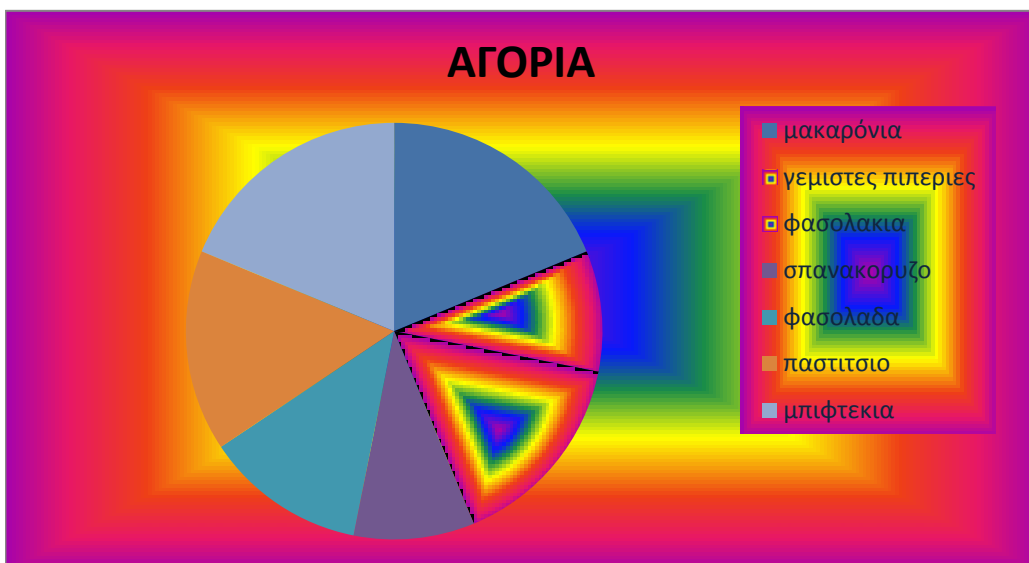 ΑΓΟΡΙΑ
μακαρόνια
γεμιστες πιπεριες
φασολακια
σπανακορυζο
φασολαδα
παστιτσιο
μπιφτεκια